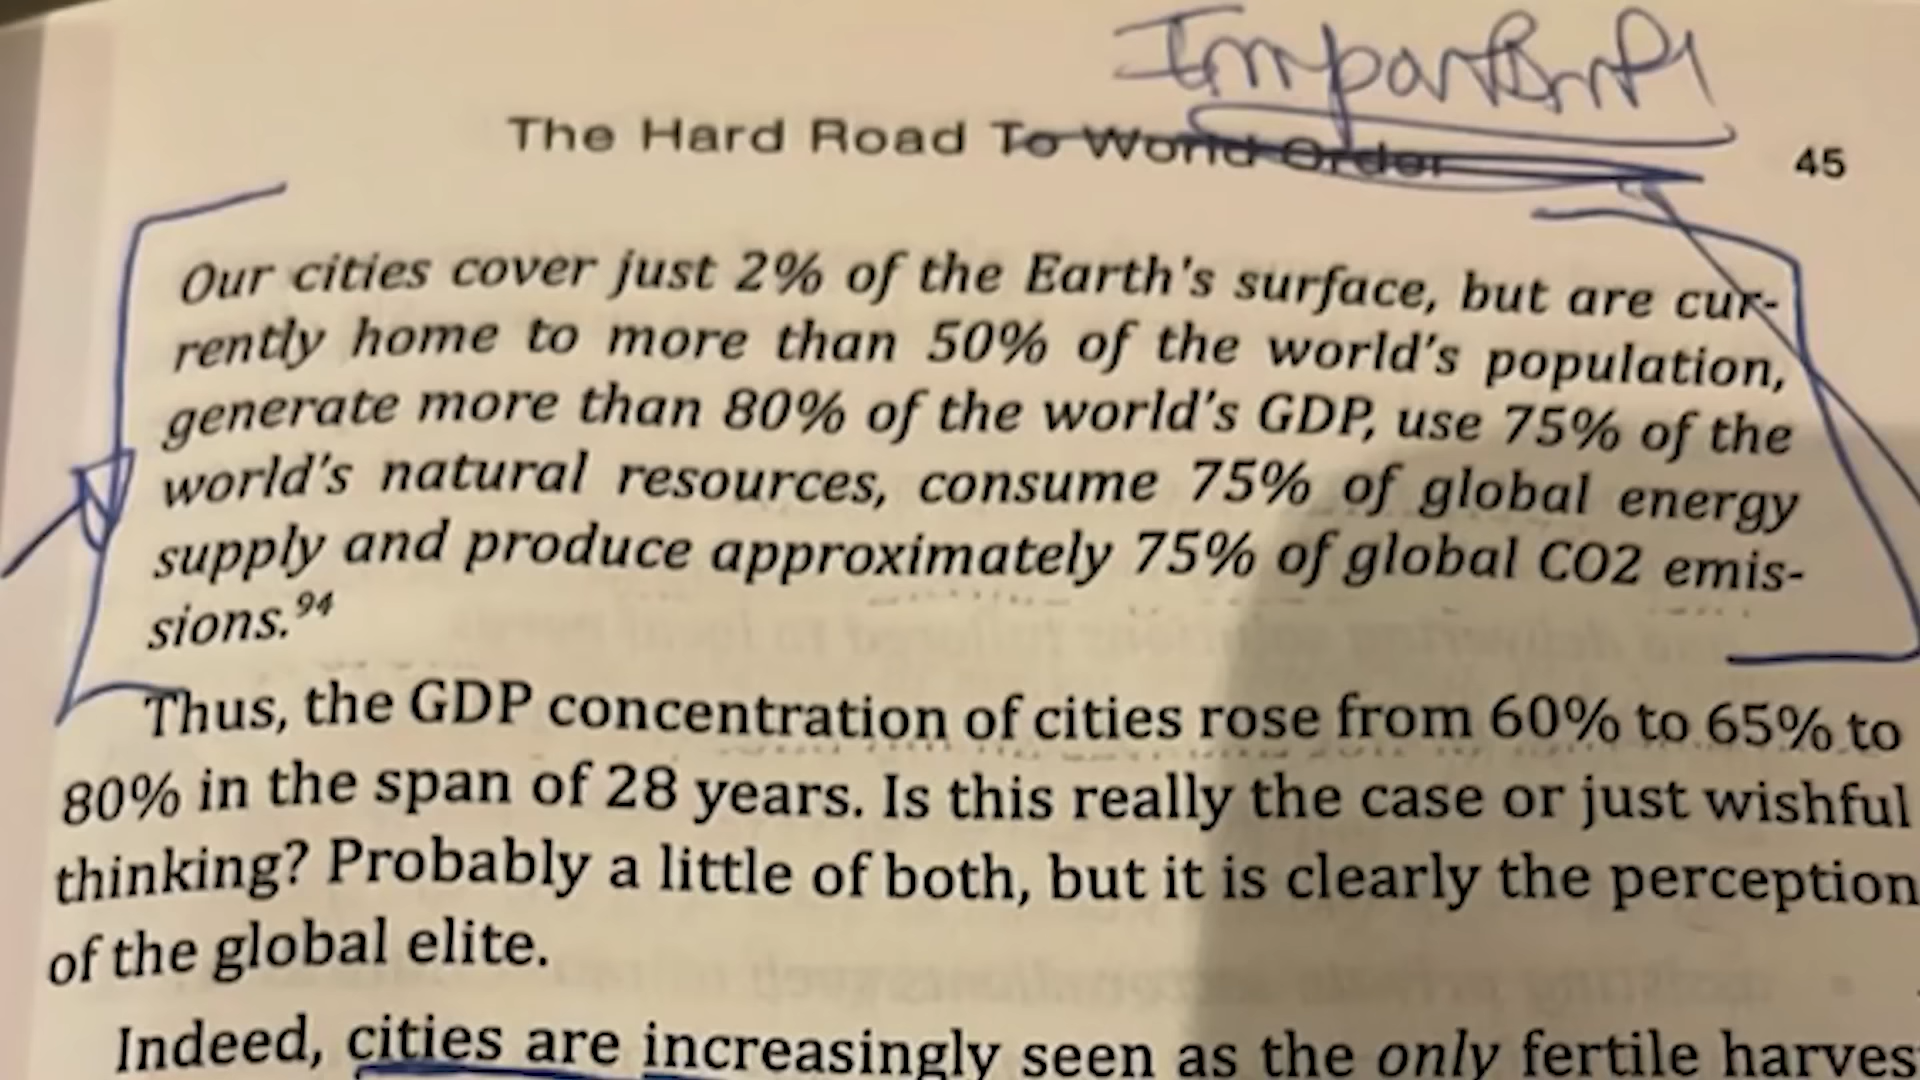 Important
The Hard Road To World Order 45
Our cities cover just 2% of the Earth's surface, but are cur-
rently home to more than 50% of the world's population,
generate more than 80% of the world's GDP, use 75% of the
world's natural resources, consume 75% of global energy
supply and produce approximately 75% of global CO2 emis-
sions.94
Thus, the GDP concentration of cities rose from 60% to 65% to
80% in the span of 28 years. Is this really the case or just wishful
thinking? Probably a little of both, but it is clearly the perception
of the global elite.
Indeed, cities are increasingly seen as the only fertile harves